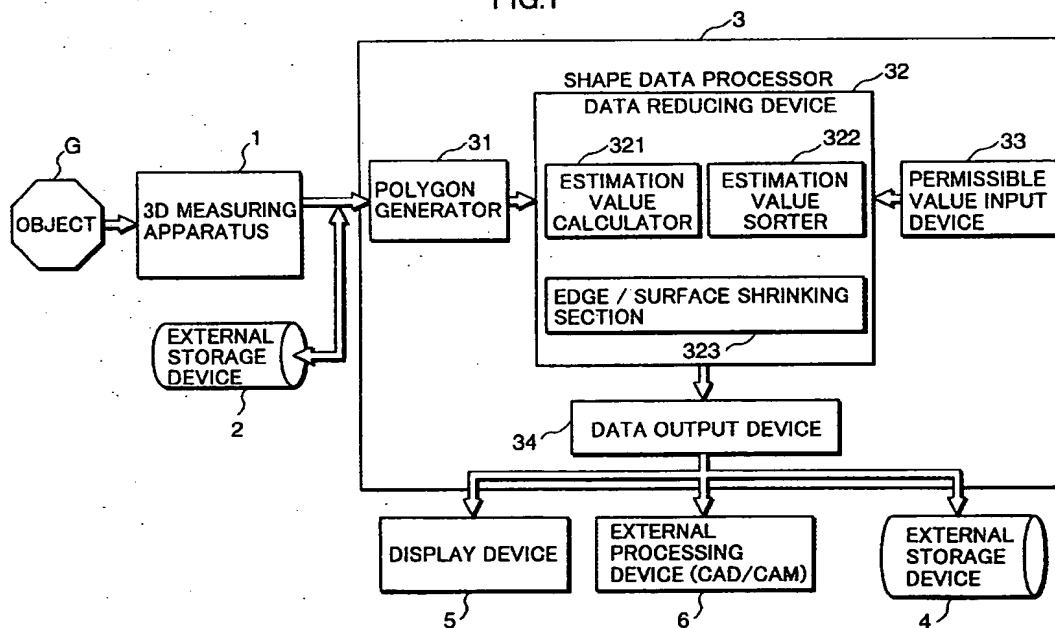 FIG.1
3
SHAPE DATA PROCESSOR
32
DATA REDUCING DEVICE
G
OBJECT
1
3D MEASURING
APPARATUS
31
POLYGON
GENERATOR
321
ESTIMATION
VALUE
CALCULATOR
322
ESTIMATION
VALUE
SORTER
33
PERMISSIBLE
VALUE INPUT
DEVICE
EDGE / SURFACE SHRINKING
SECTION
323
EXTERNAL
STORAGE
DEVICE
2
34
DATA OUTPUT DEVICE
DISPLAY DEVICE
5
EXTERNAL
PROCESSING
DEVICE (CAD/CAM)
6
EXTERNAL
STORAGE
DEVICE
4